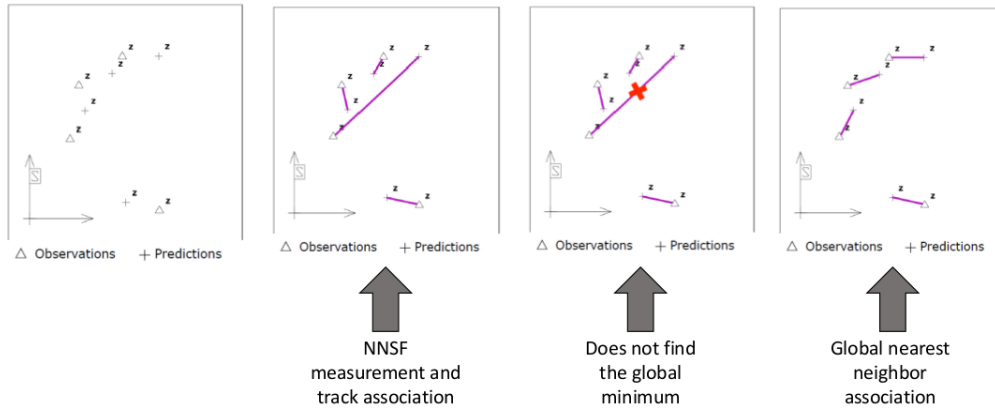 z
z
z
z
z
z
z
z
Z
△ Observations + Predictions
z
z
z
z
z
z
z
z
Z
△ Observations + Predictions
z
z
z
z
z
z
z
z
Z
△ Observations + Predictions
z
z
z
z
z
z
z
z
Z
△ Observations + Predictions
NNSF
measurement and
track association
Does not find
the global
minimum
Global nearest
neighbor
association